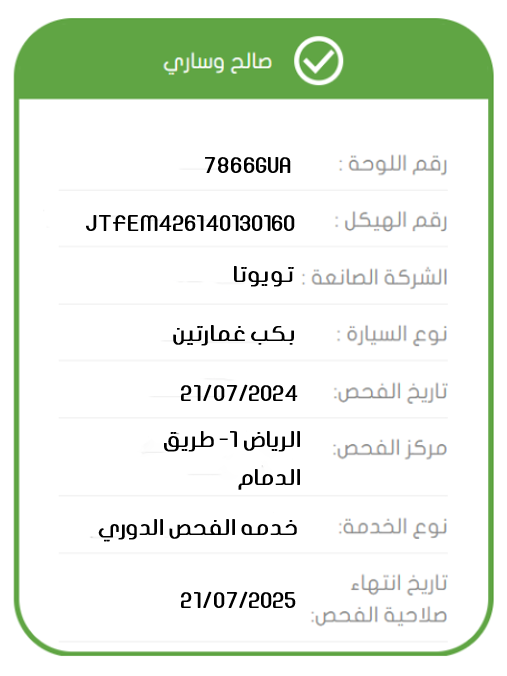 صالح وساري
رقم اللوحة : 7866GUA
رقم الهيكل : JTFEM426140130160
الشركة الصانعة : تويوتا
نوع السيارة : بكب غمارتين
تاريخ الفحص: 21/07/2024
مركز الفحص: الرياض 1- طريق
الدمام
نوع الخدمة: خدمه الفحص الدوري
تاريخ انتهاء
صلاحية الفحص: 21/07/2025